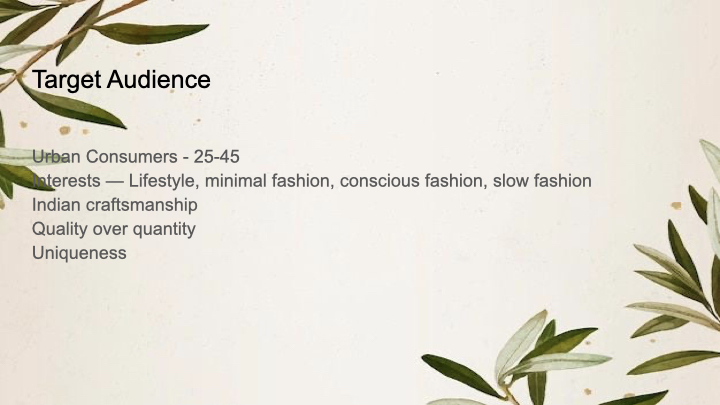 Target Audience
Urban Consumers - 25-45
Interests — Lifestyle, minimal fashion, conscious fashion, slow fashion
Indian craftsmanship
Quality over quantity
Uniqueness